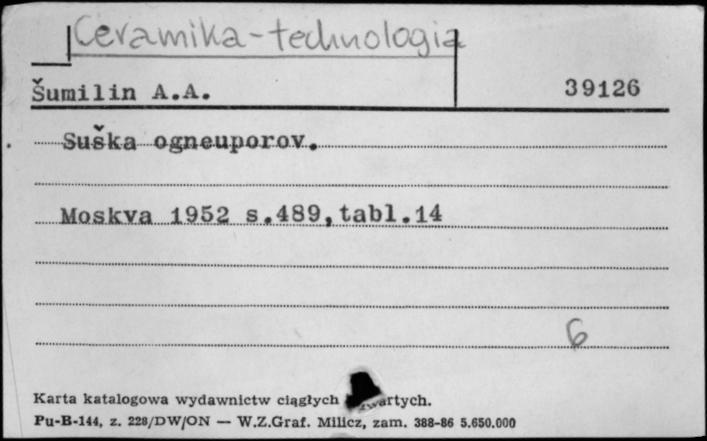 Ceramika-technologia
Šumilin A.A. 39126
Suška ogneuporov.
Moskva 1952 s.489, tabl.14
6
Karta katalogowa wydawnictw ciągłych
Pu-B-144, z. 228/DW/ON — W.Z.Graf. Milicz, zam. 388-86 5.650.000